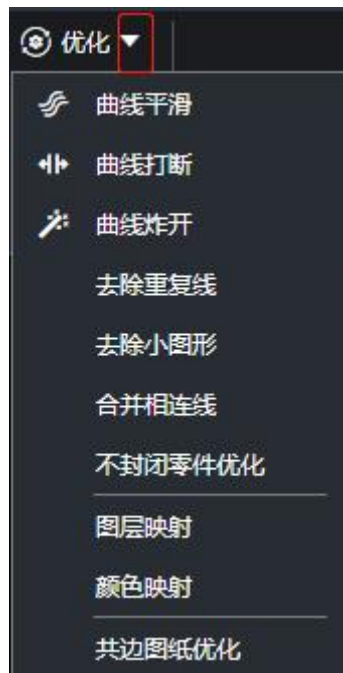 优化
曲线平滑
曲线打断
曲线炸开
去除重复线
去除小图形
合并相连线
不封闭零件优化
图层映射
颜色映射
共边图纸优化